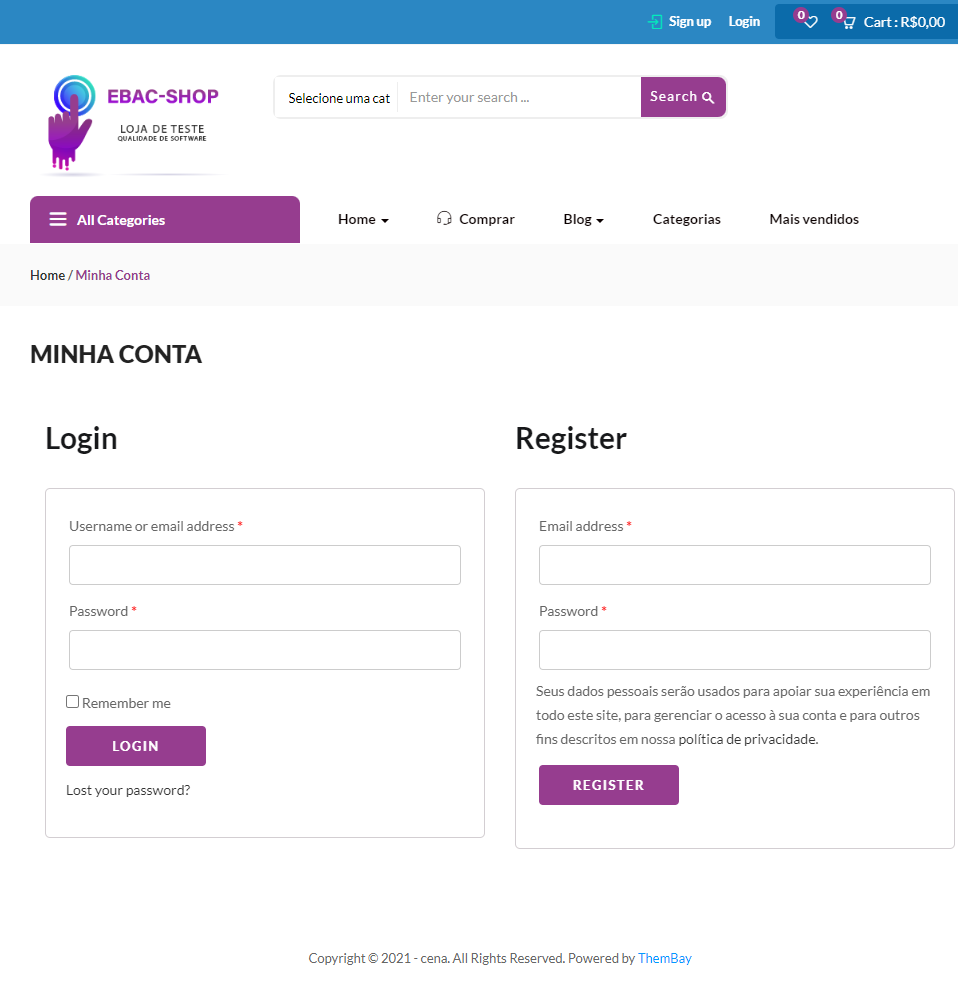 Sign up Login 0 0 Cart : R$0,00
EBAC-SHOP
LOJA DE TESTE
QUALIDADE DE SOFTWARE
Selecione uma cat Enter your search ... Search
All Categories Home Comprar Blog Categorias Mais vendidos
Home / Minha Conta
MINHA CONTA
Login
Username or email address *
Password *
Remember me
LOGIN
Lost your password?
Register
Email address *
Password *
Seus dados pessoais serão usados para apoiar sua experiência em
todo este site, para gerenciar o acesso à sua conta e para outros
fins descritos em nossa política de privacidade.
REGISTER
Copyright © 2021 - cena. All Rights Reserved. Powered by ThemBay